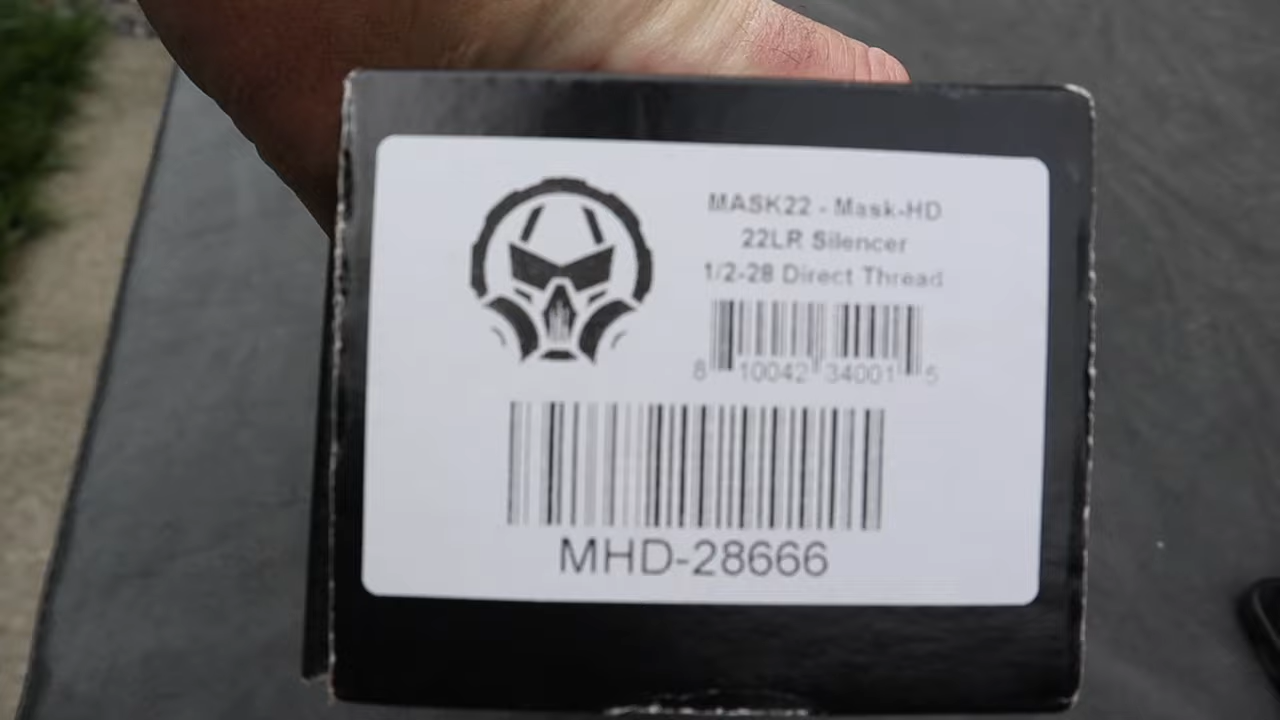 MASK22 - Mask-HD
22LR Silencer
1/2-28 Direct Thread
8 10042 34001 5
MHD-28666